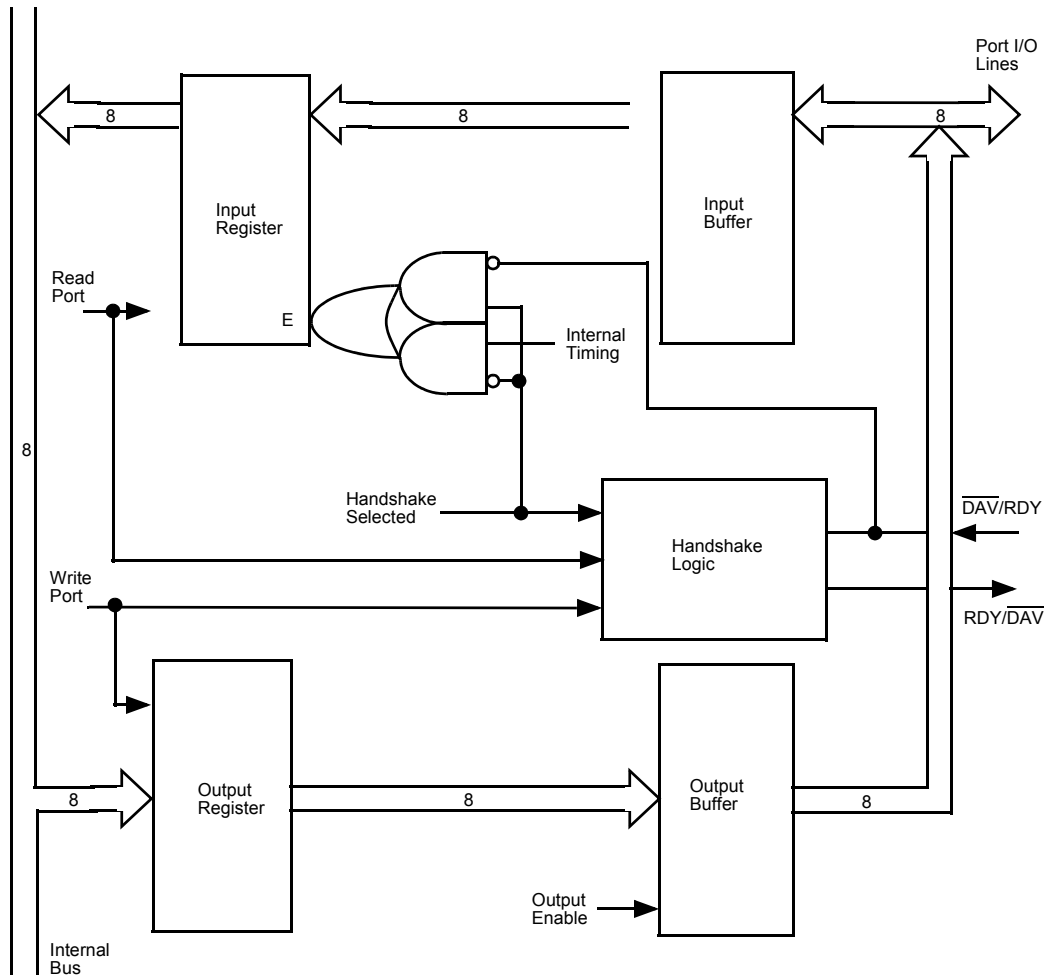 Port I/O
Lines
8
8
8
Input
Register
Input
Buffer
Read
Port
E
Internal
Timing
8
Handshake
Selected
DAV/RDY
Handshake
Logic
Write
Port
RDY/DAV
Output
Register
Output
Buffer
8
8
8
Output
Enable
Internal
Bus